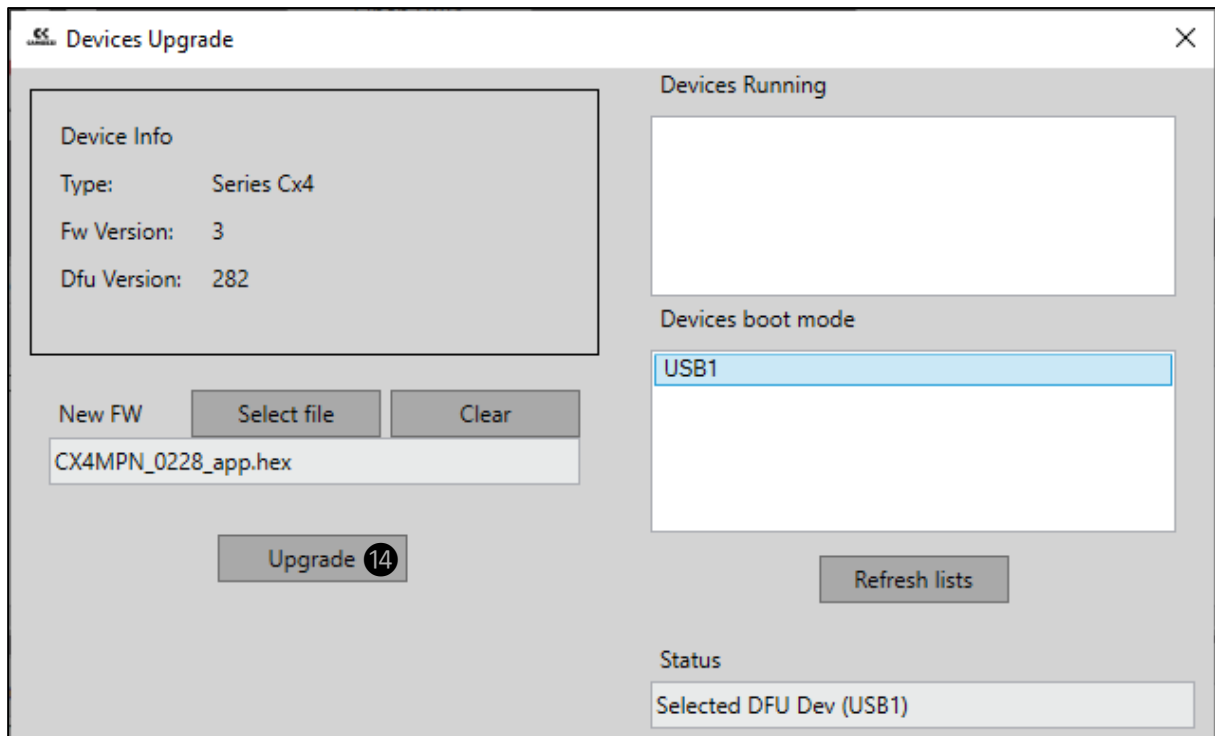 Devices Upgrade
Device Info
Type: Series Cx4
Fw Version: 3
Dfu Version: 282
New FW Select file Clear
CX4MPN_0228_app.hex
Upgrade 14
Devices Running
Devices boot mode
USB1
Refresh lists
Status
Selected DFU Dev (USB1)